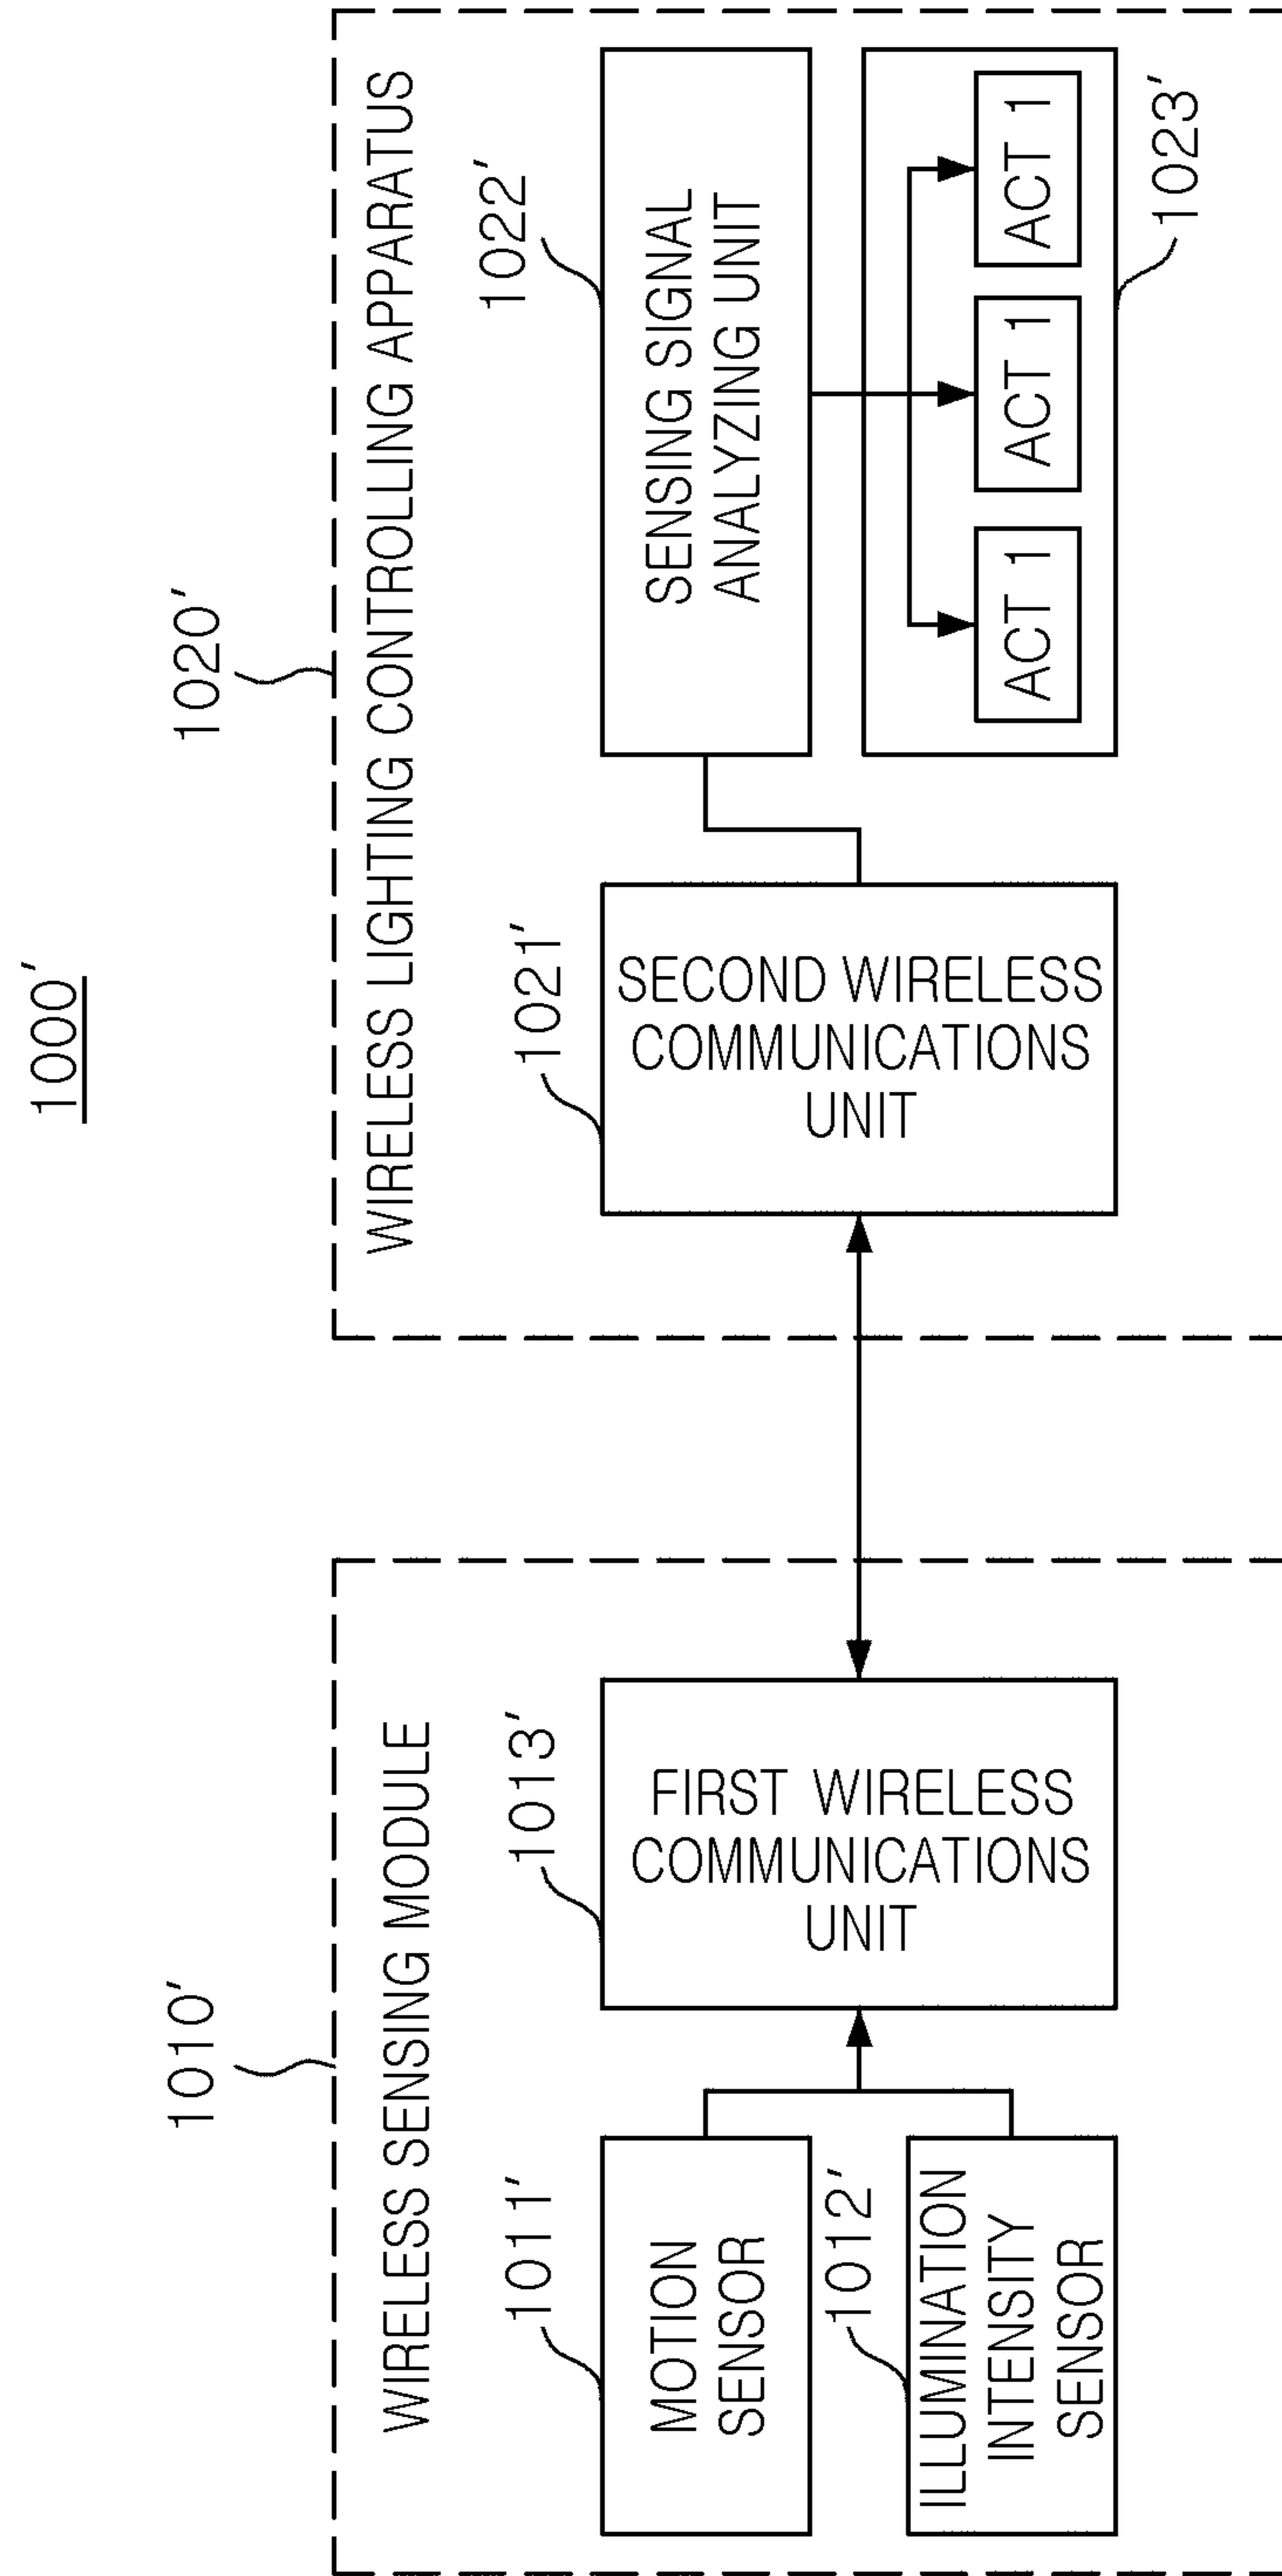 1000′
1010′
WIRELESS SENSING MODULE
1011′
MOTION
SENSOR
1012′
ILLUMINATION
INTENSITY
SENSOR
1013′
FIRST WIRELESS
COMMUNICATIONS
UNIT
1020′
WIRELESS LIGHTING CONTROLLING APPARATUS
1021′
SECOND WIRELESS
COMMUNICATIONS
UNIT
1022′
SENSING SIGNAL
ANALYZING UNIT
ACT 1
ACT 1
ACT 1
1023′